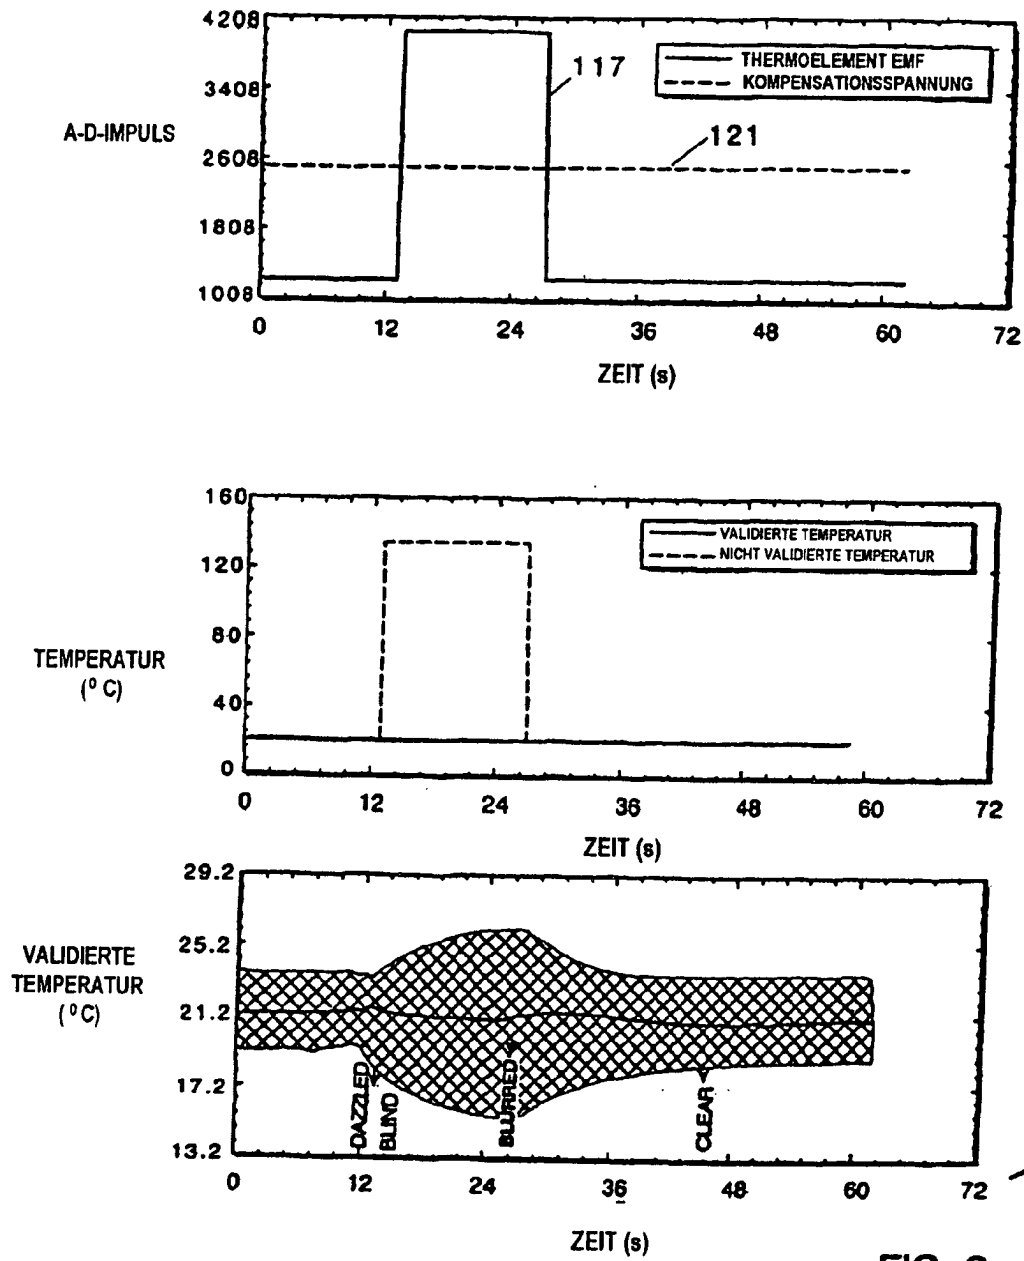 4208
3408
2608
1808
1008
A-D-IMPULS
THERMOELEMENT EMF
KOMPENSATIONSSPANNUNG
117
121
0 12 24 36 48 60 72
ZEIT (s)
160
120
80
40
0
TEMPERATUR
(° C)
VALIDIERTE TEMPERATUR
NICHT VALIDIERTE TEMPERATUR
0 12 24 36 48 60 72
ZEIT (s)
29.2
25.2
21.2
17.2
13.2
VALIDIERTE
TEMPERATUR
(° C)
DAZZLED
BLIND
BLURRED
CLEAR
0 12 24 36 48 60 72
ZEIT (s)